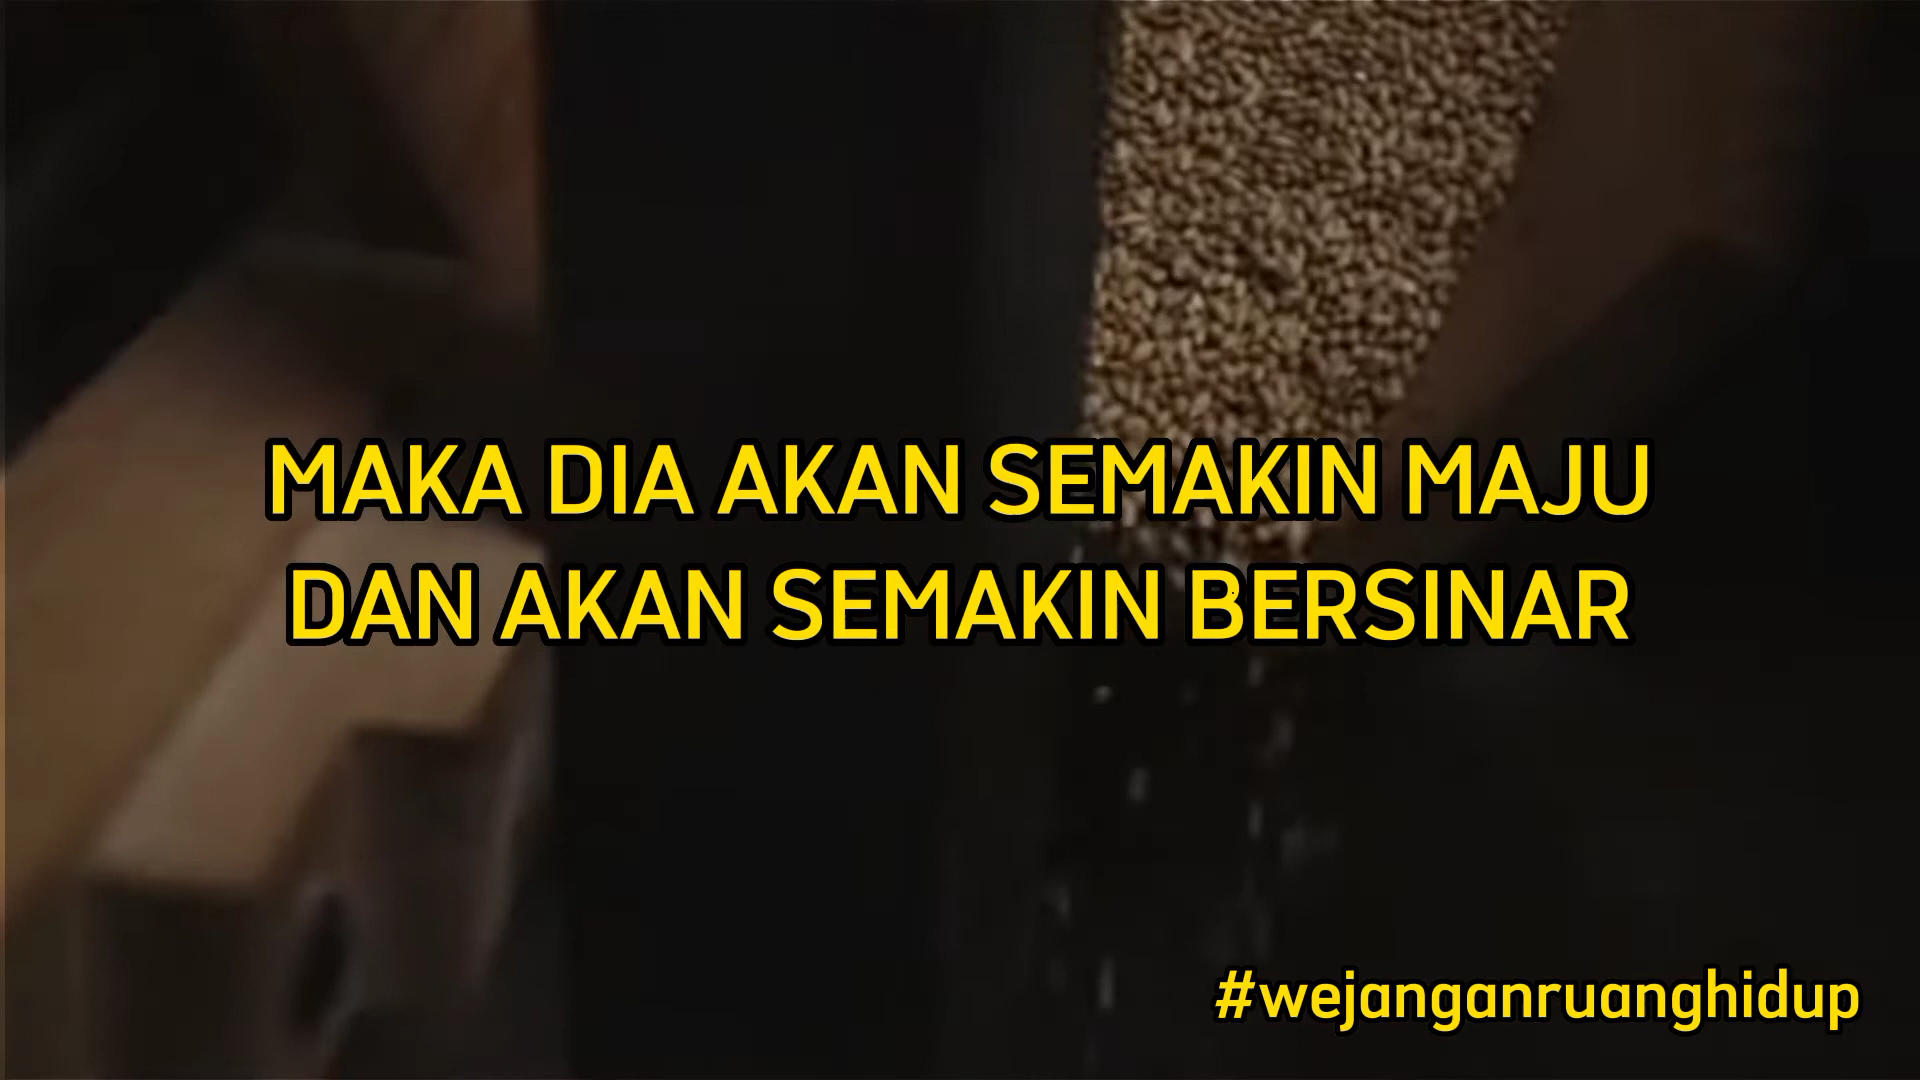 MAKA DIA AKAN SEMAKIN MAJU
DAN AKAN SEMAKIN BERSINAR
#wejanganruanghidup